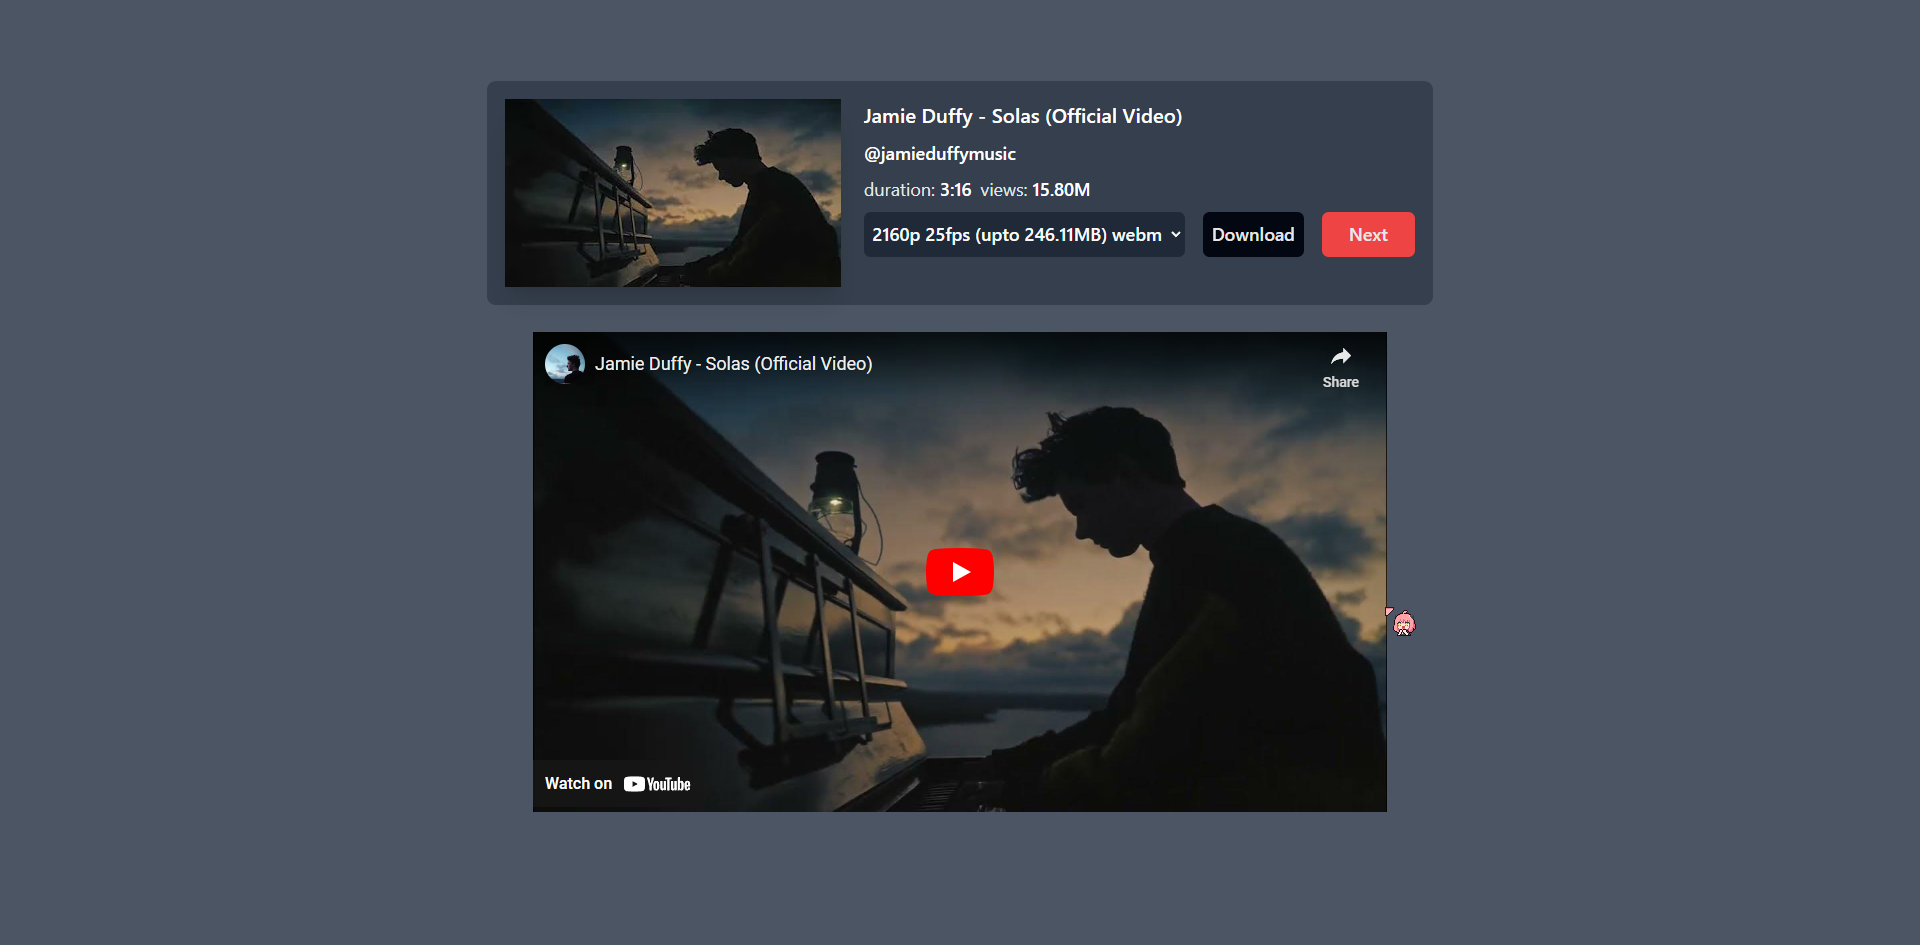 Jamie Duffy - Solas (Official Video)
@jamieduffymusic
duration: 3:16 views: 15.80M
2160p 25fps (upto 246.11MB) webm Download Next
Jamie Duffy - Solas (Official Video)
Share
Watch on YouTube